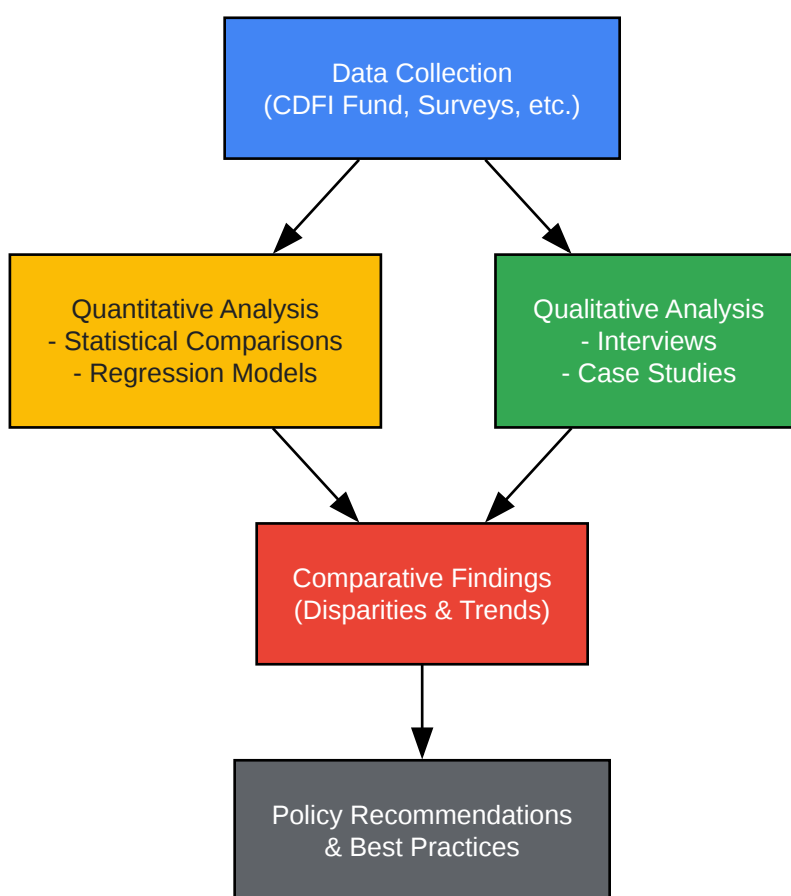 Data Collection
(CDFI Fund, Surveys, etc.)
Quantitative Analysis
- Statistical Comparisons
- Regression Models
Qualitative Analysis
- Interviews
- Case Studies
Comparative Findings
(Disparities & Trends)
Policy Recommendations
& Best Practices